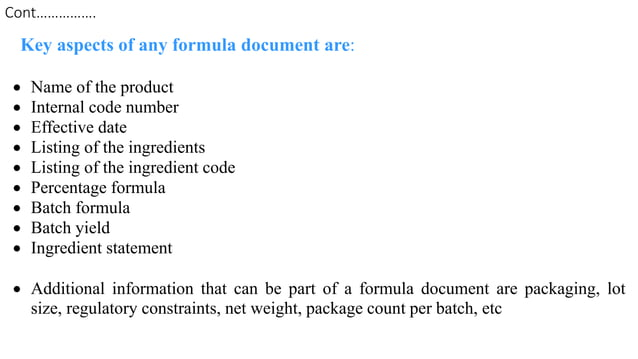 Cont...............
Key aspects of any formula document are:
• Name of the product
• Internal code number
• Effective date
• Listing of the ingredients
• Listing of the ingredient code
• Percentage formula
• Batch formula
• Batch yield
• Ingredient statement
• Additional information that can be part of a formula document are packaging, lot
size, regulatory constraints, net weight, package count per batch, etc